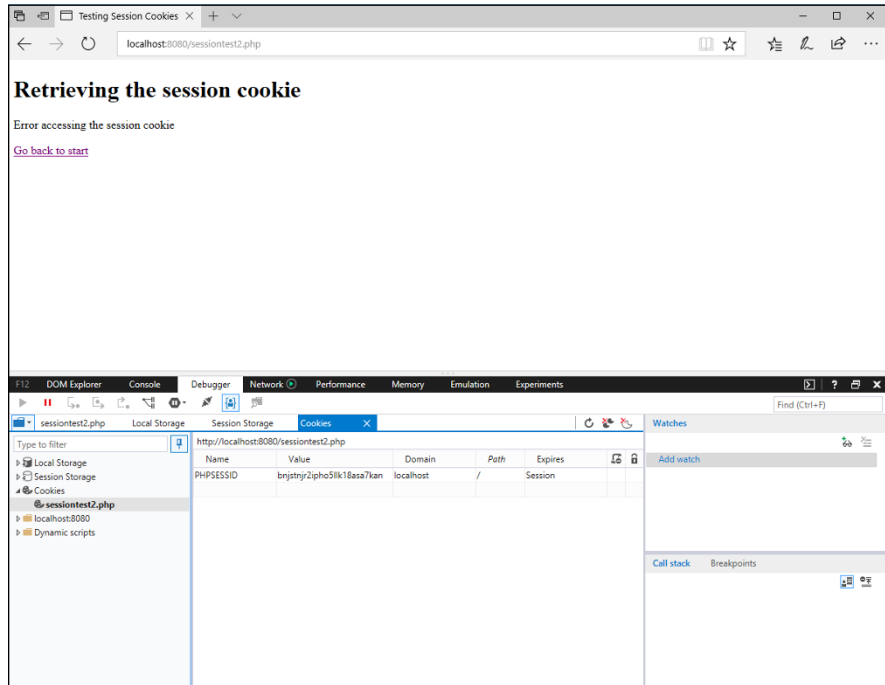 Testing Session Cookies
localhost:8080/sessiontest2.php
Retrieving the session cookie
Error accessing the session cookie
Go back to start
F12 DOM Explorer Console Debugger Network Performance Memory Emulation Experiments
Find (Ctrl+F)
sessiontest2.php Local Storage Session Storage Cookies
Watches
Type to filter
http://localhost:8080/sessiontest2.php
Local Storage
Session Storage
Cookies
sessiontest2.php
localhost:8080
Dynamic scripts
Name Value Domain Path Expires
PHPSESSID bnjstnjr2ipho5llk18asa7kan localhost / Session
Add watch
Call stack Breakpoints